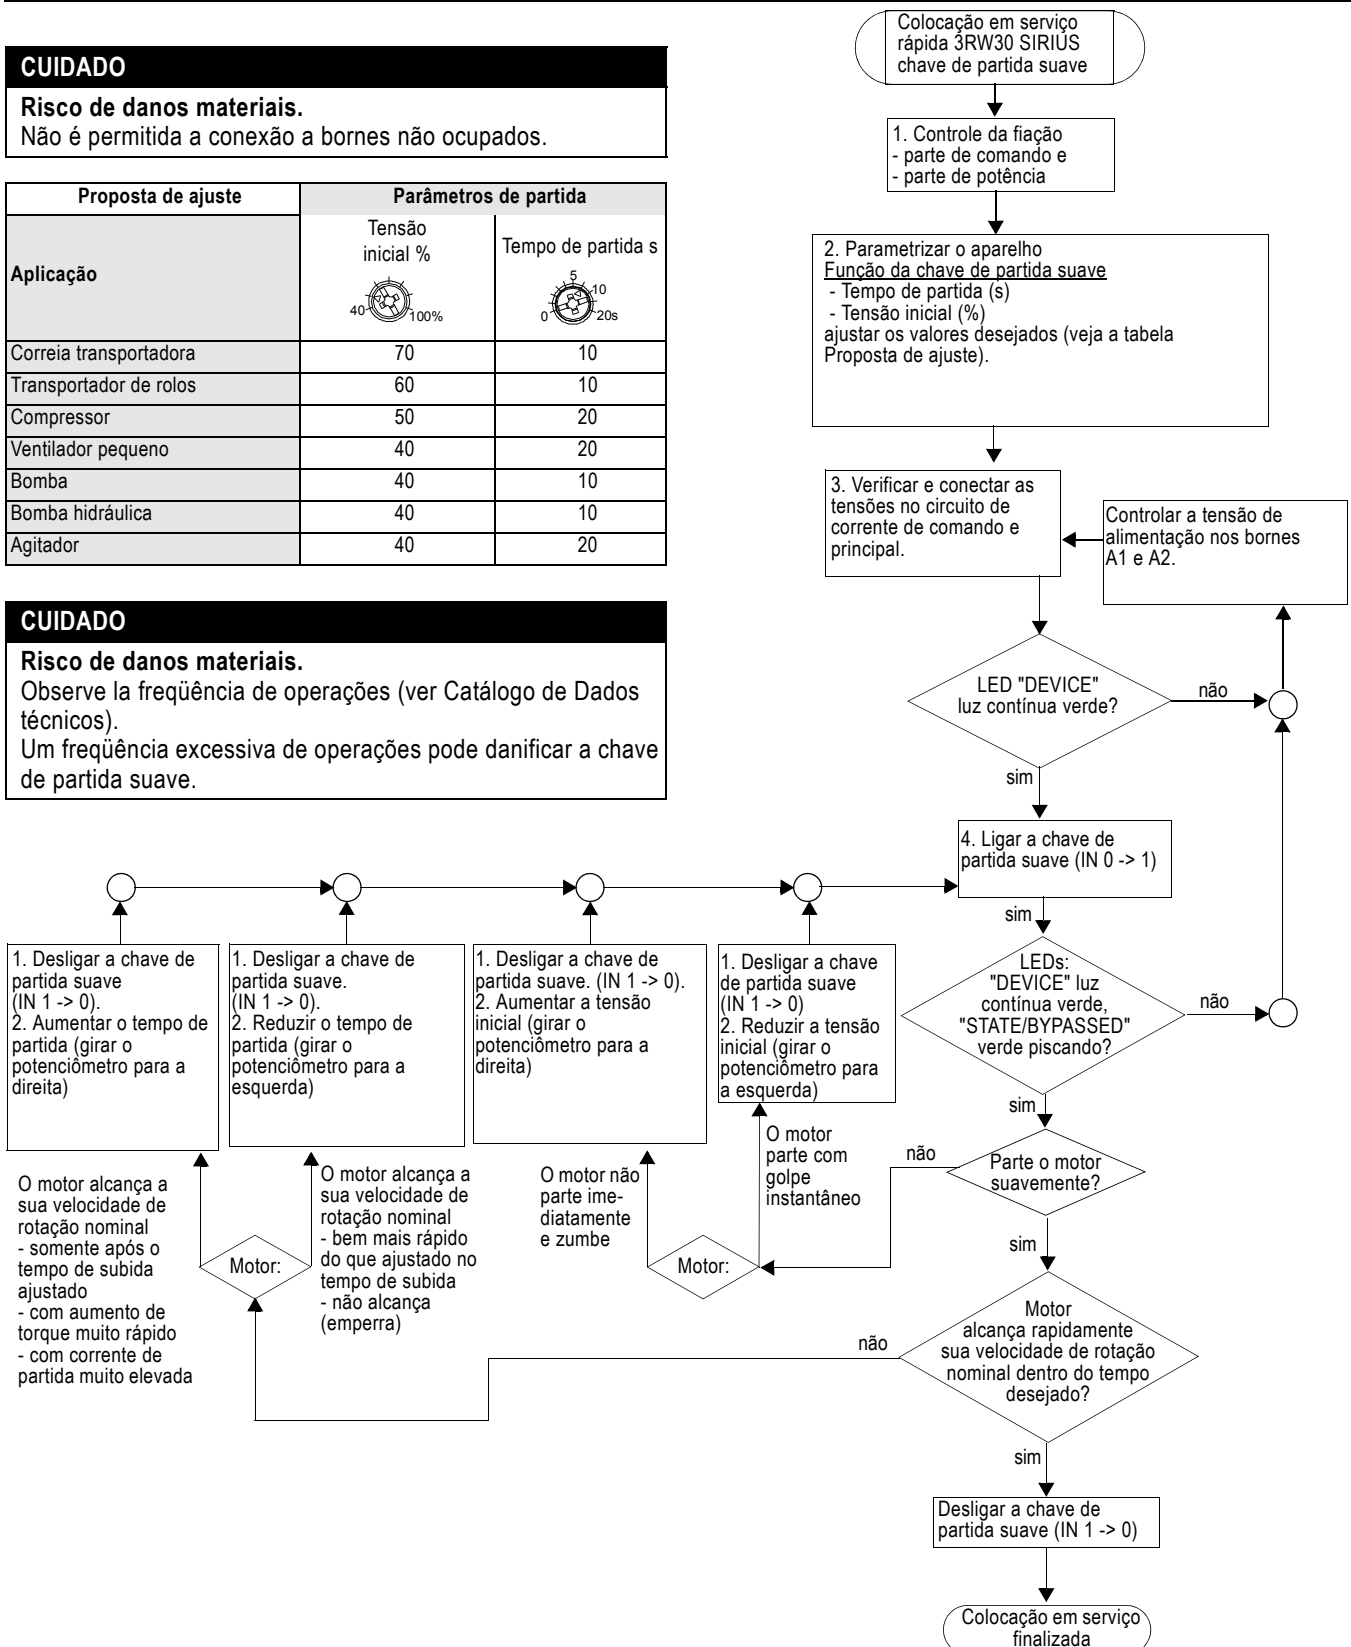 CUIDADO
Risco de danos materiais.
Não é permitida a conexão a bornes não ocupados.
Proposta de ajuste
Parâmetros de partida
Aplicação
Tensão
inicial %
40
100%
Tempo de partida s
5
10
0
20s
Correia transportadora 70 10
Transportador de rolos 60 10
Compressor 50 20
Ventilador pequeno 40 20
Bomba 40 10
Bomba hidráulica 40 10
Agitador 40 20
CUIDADO
Risco de danos materiais.
Observe la freqüência de operações (ver Catálogo de Dados
técnicos).
Um freqüência excessiva de operações pode danificar a chave
de partida suave.
Colocação em serviço
rápida 3RW30 SIRIUS
chave de partida suave
1. Controle da fiação
- parte de comando e
- parte de potência
2. Parametrizar o aparelho
Função da chave de partida suave
- Tempo de partida (s)
- Tensão inicial (%)
ajustar os valores desejados (veja a tabela
Proposta de ajuste).
3. Verificar e conectar as
tensões no circuito de
corrente de comando e
principal.
Controlar a tensão de
alimentação nos bornes
A1 e A2.
LED "DEVICE"
luz contínua verde?
não
sim
4. Ligar a chave de
partida suave (IN 0 -> 1)
sim
LEDs:
"DEVICE" luz
contínua verde,
"STATE/BYPASSED"
verde piscando?
não
sim
1. Desligar a chave de
partida suave
(IN 1 -> 0).
2. Aumentar o tempo de
partida (girar o
potenciômetro para a
direita)
1. Desligar a chave de
partida suave.
(IN 1 -> 0).
2. Reduzir o tempo de
partida (girar o
potenciômetro para a
esquerda)
1. Desligar a chave de
partida suave. (IN 1 -> 0).
2. Aumentar a tensão
inicial (girar o
potenciômetro para a
direita)
1. Desligar a chave
de partida suave
(IN 1 -> 0)
2. Reduzir a tensão
inicial (girar o
potenciômetro para
a esquerda)
O motor alcança a
sua velocidade de
rotação nominal
- somente após o
tempo de subida
ajustado
- com aumento de
torque muito rápido
- com corrente de
partida muito elevada
Motor:
O motor alcança a
sua velocidade de
rotação nominal
- bem mais rápido
do que ajustado no
tempo de subida
- não alcança
(emperra)
O motor não
parte ime-
diatamente
e zumbe
Motor:
O motor
parte com
golpe
instantâneo
não
Parte o motor
suavemente?
sim
não
Motor
alcança rapidamente
sua velocidade de rotação
nominal dentro do tempo
desejado?
sim
Desligar a chave de
partida suave (IN 1 -> 0)
Colocação em serviço
finalizada